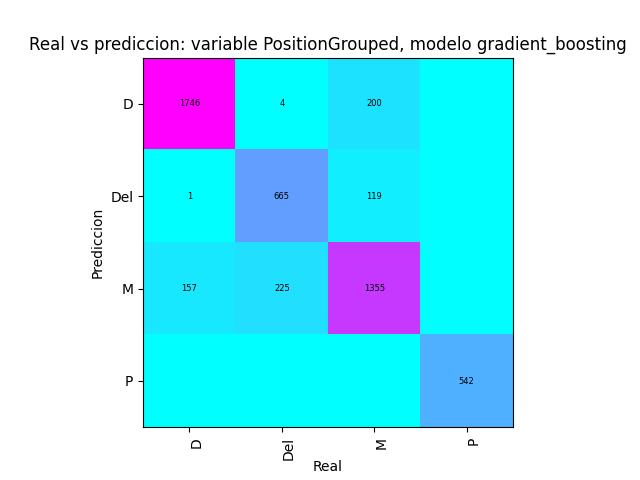 Real vs prediccion: variable PositionGrouped, modelo gradient_boosting
D 1746 4 200
Del 1 665 119
M 157 225 1355
P 542
Prediccion
D Del M P
Real